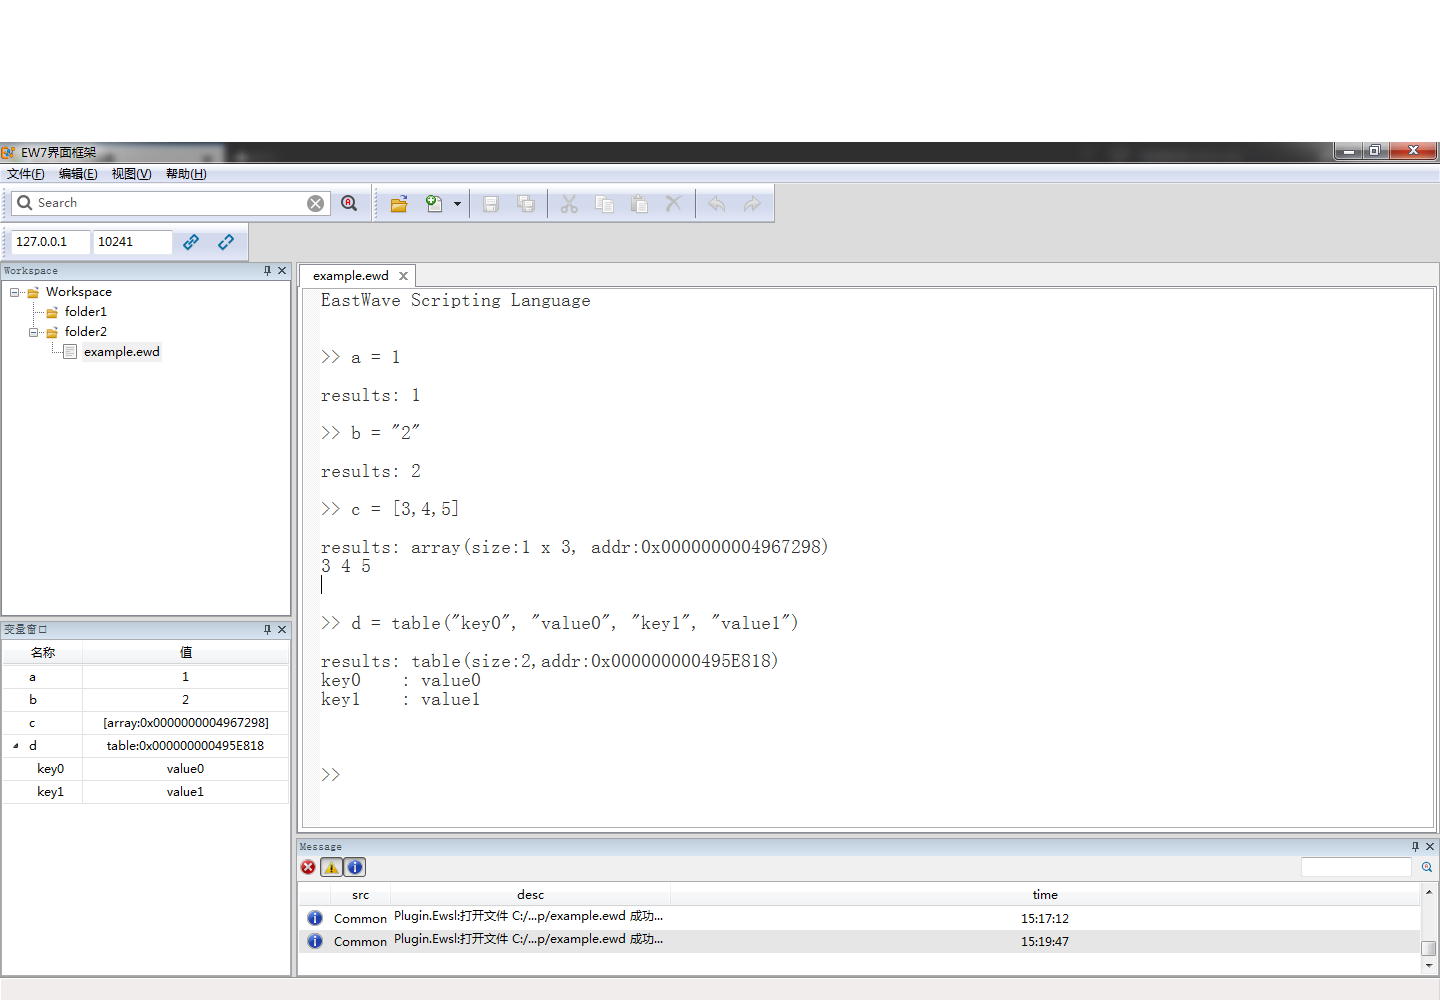 EW7界面框架
文件(F) 编辑(E) 视图(V) 帮助(H)
Search
127.0.0.1 10241
Workspace
Workspace
folder1
folder2
example.ewd
变量窗口
名称 值
a 1
b 2
c [array:0x0000000004967298]
d table:0x000000000495E818
key0 value0
key1 value1
example.ewd
EastWave Scripting Language
>> a = 1
results: 1
>> b = "2"
results: 2
>> c = [3,4,5]
results: array(size:1 x 3, addr:0x0000000004967298)
3 4 5
>> d = table("key0", "value0", "key1", "value1")
results: table(size:2,addr:0x000000000495E818)
key0 : value0
key1 : value1
>>
Message
src desc time
Common Plugin.Ewsl:打开文件 C:/...p/example.ewd 成功... 15:17:12
Common Plugin.Ewsl:打开文件 C:/...p/example.ewd 成功... 15:19:47